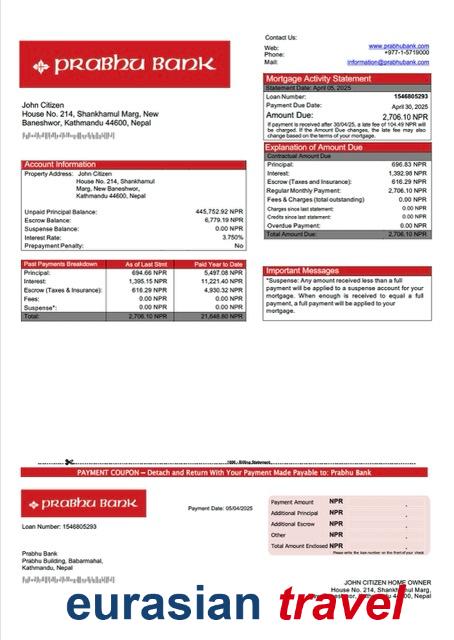 Contact Us:
Web: www.prabhubank.com
Phone: +977-1-5719000
Mail: information@prabhubank.com
PRABHU BANK
Mortgage Activity Statement
Statement Date: April 05, 2025
Loan Number: 1546805293
Payment Due Date: April 30, 2025
Amount Due: 2,706.10 NPR
If payment is received after 30/04/25, a late fee of 104.49 NPR will
be charged. If the Amount Due changes, the late fee may also
change based on the terms of your mortgage.
John Citizen
House No. 214, Shankhamul Marg, New
Baneshwor, Kathmandu 44600, Nepal
Explanation of Amount Due
Contractual Amount Due
Principal: 696.83 NPR
Interest: 1,392.98 NPR
Escrow (Taxes and Insurance): 616.29 NPR
Regular Monthly Payment: 2,706.10 NPR
Fees & Charges (total outstanding) 0.00 NPR
Charges since last statement: 0.00 NPR
Credits since last statement: 0.00 NPR
Overdue Payment: 0.00 NPR
Total Amount Due: 2,706.10 NPR
Account Information
Property Address: John Citizen
House No. 214, Shankhamul
Marg, New Baneshwor,
Kathmandu 44600, Nepal
Unpaid Principal Balance: 445,752.92 NPR
Escrow Balance: 6,779.19 NPR
Suspense Balance: 0.00 NPR
Interest Rate: 3.750%
Prepayment Penalty: No
Past Payments Breakdown As of Last Stmt Paid Year to Date
Principal: 694.66 NPR 5,497.08 NPR
Interest: 1,395.15 NPR 11,221.40 NPR
Escrow (Taxes & Insurance): 616.29 NPR 4,930.32 NPR
Fees: 0.00 NPR 0.00 NPR
Suspense*: 0.00 NPR 0.00 NPR
Total: 2,706.10 NPR 21,648.80 NPR
Important Messages
*Suspense: Any amount received less than a full
payment will be applied to a suspense account for your
mortgage. When enough is received to equal a full
payment, a full payment will be applied to your
mortgage.
Billing Statement
PAYMENT COUPON – Detach and Return With Your Payment Made Payable to: Prabhu Bank
PRABHU BANK
Payment Date: 05/04/2025
Loan Number: 1546805293
Payment Amount NPR .
Additional Principal NPR .
Additional Escrow NPR .
Other NPR .
Total Amount Enclosed NPR .
Please write the loan number on the front of your check.
Prabhu Bank
Prabhu Building, Babarmahal,
Kathmandu, Nepal
JOHN CITIZEN HOME OWNER
House No. 214, Shankhamul Marg,
New Baneshwor, Kathmandu 44600, Nepal
eurasian travel